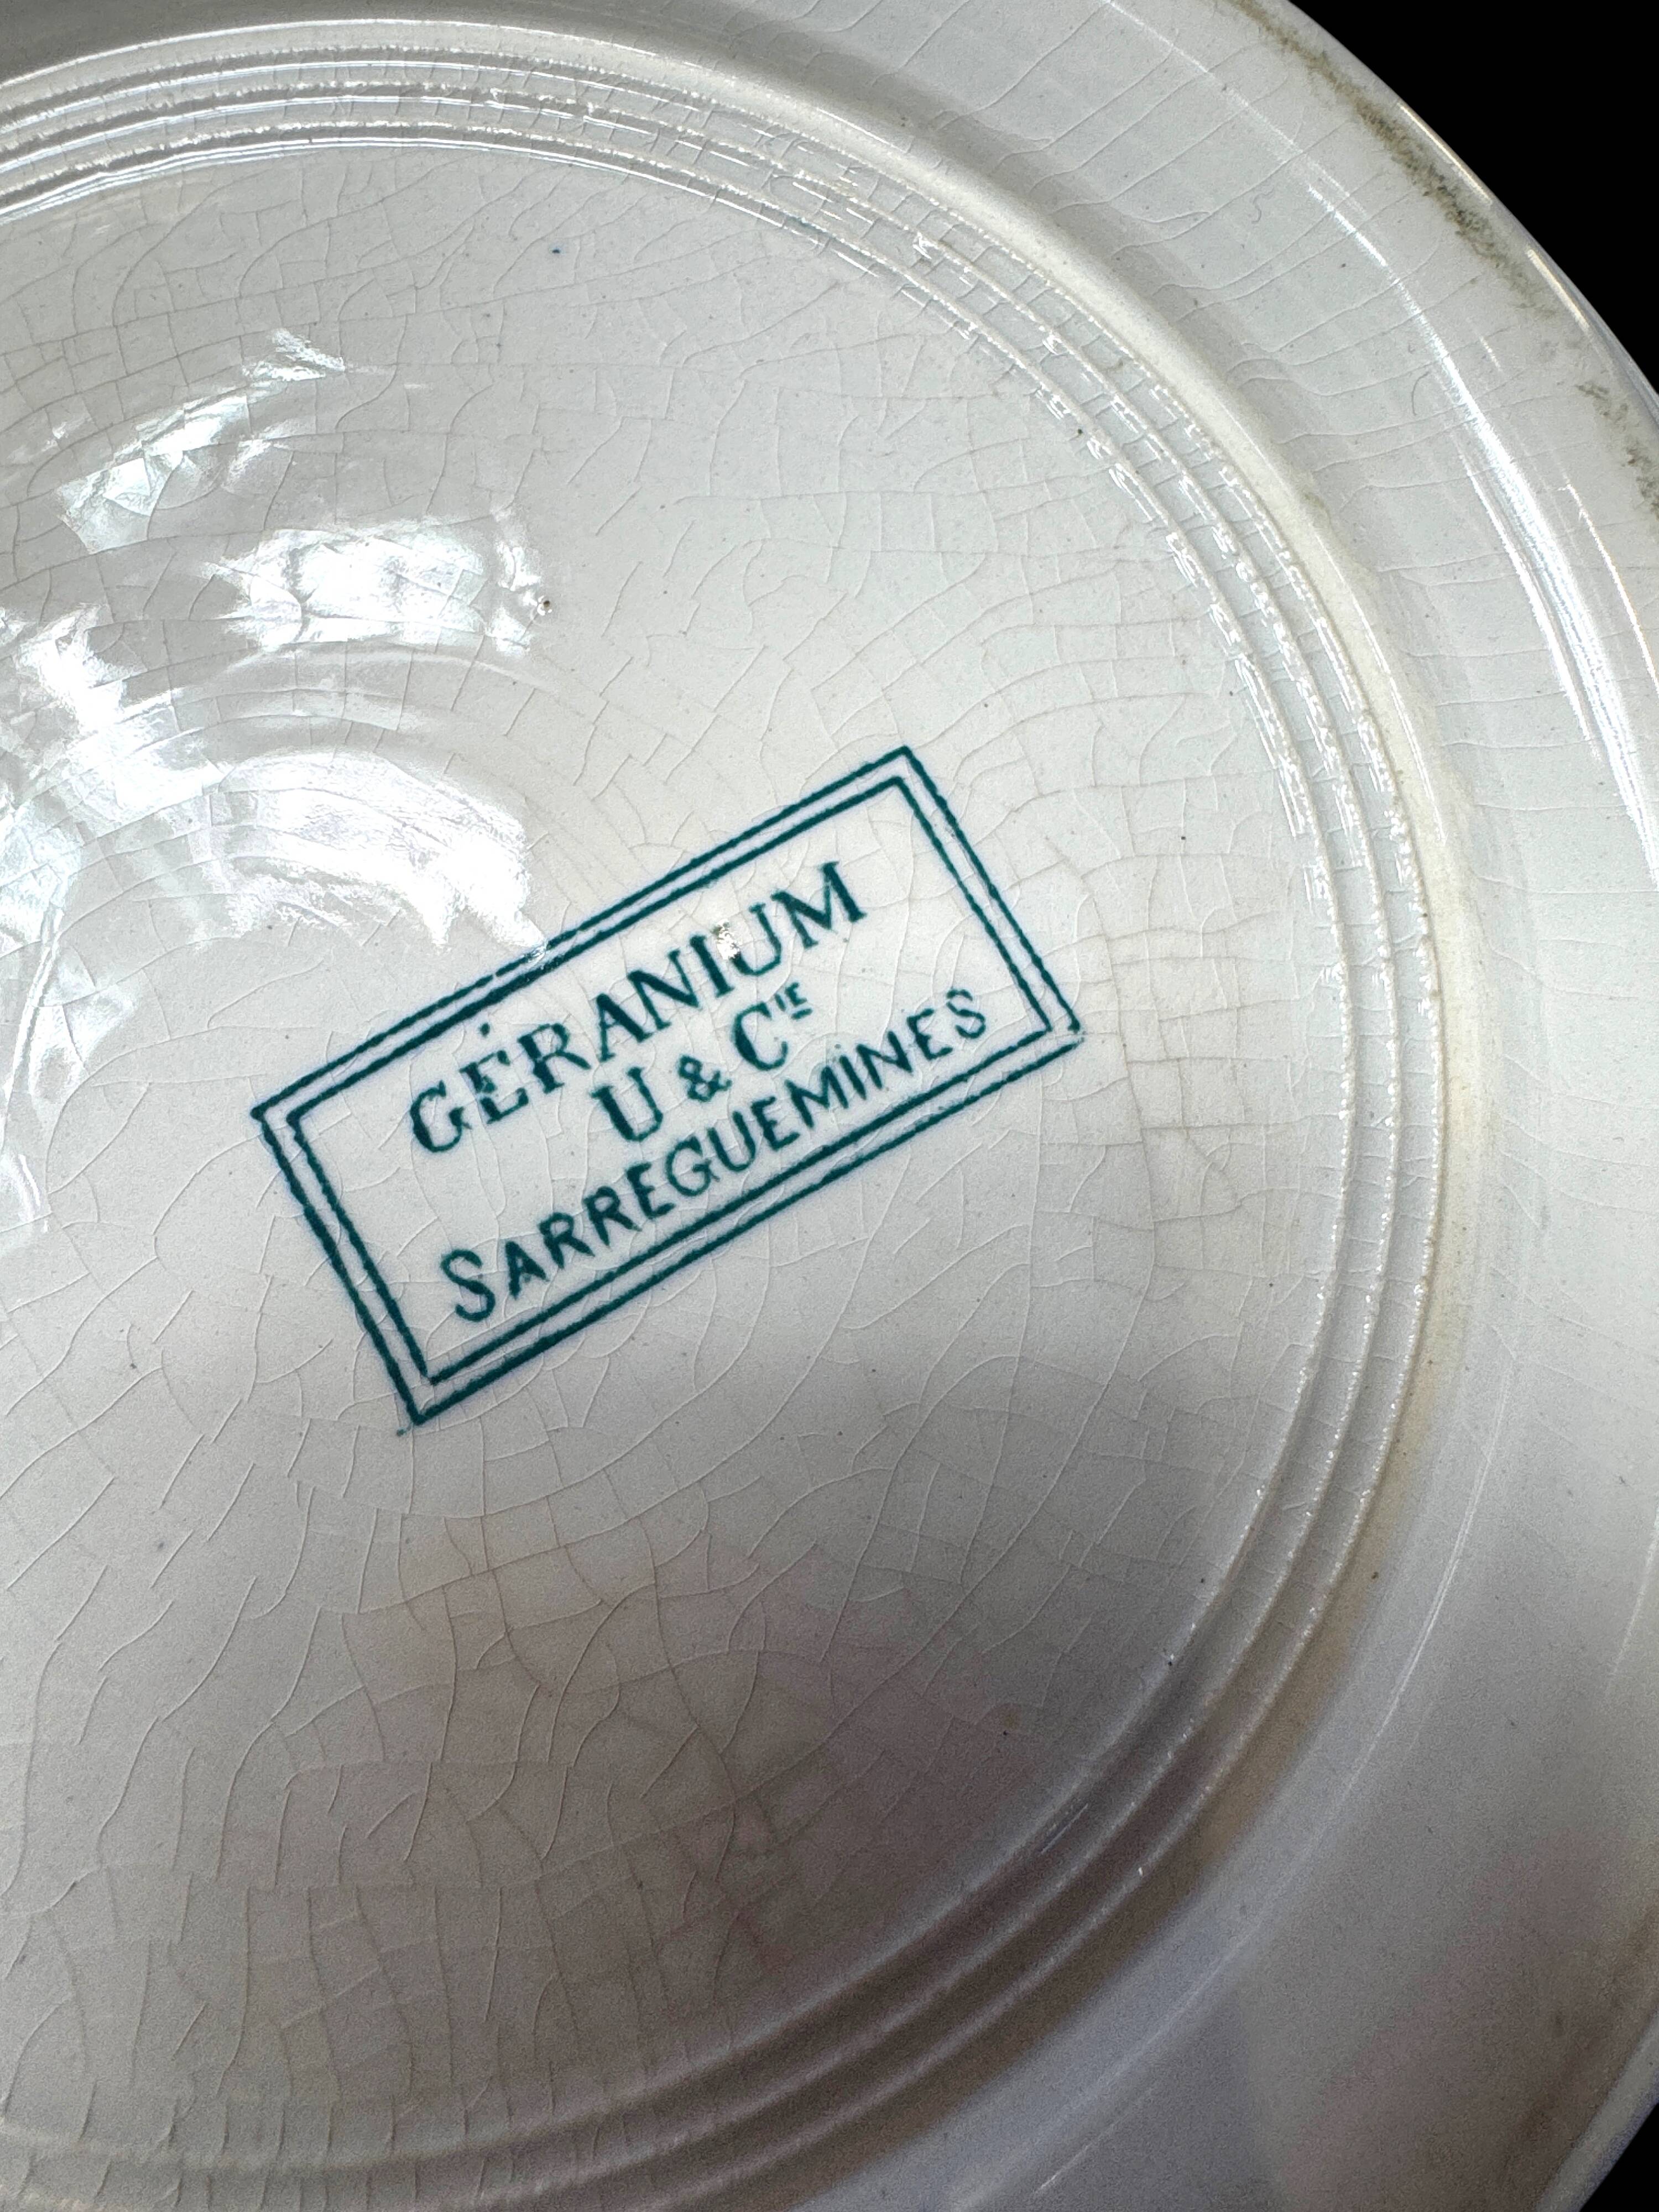 GÉRANIUM
U & Cᴵᴱ
SARREGUEMINES